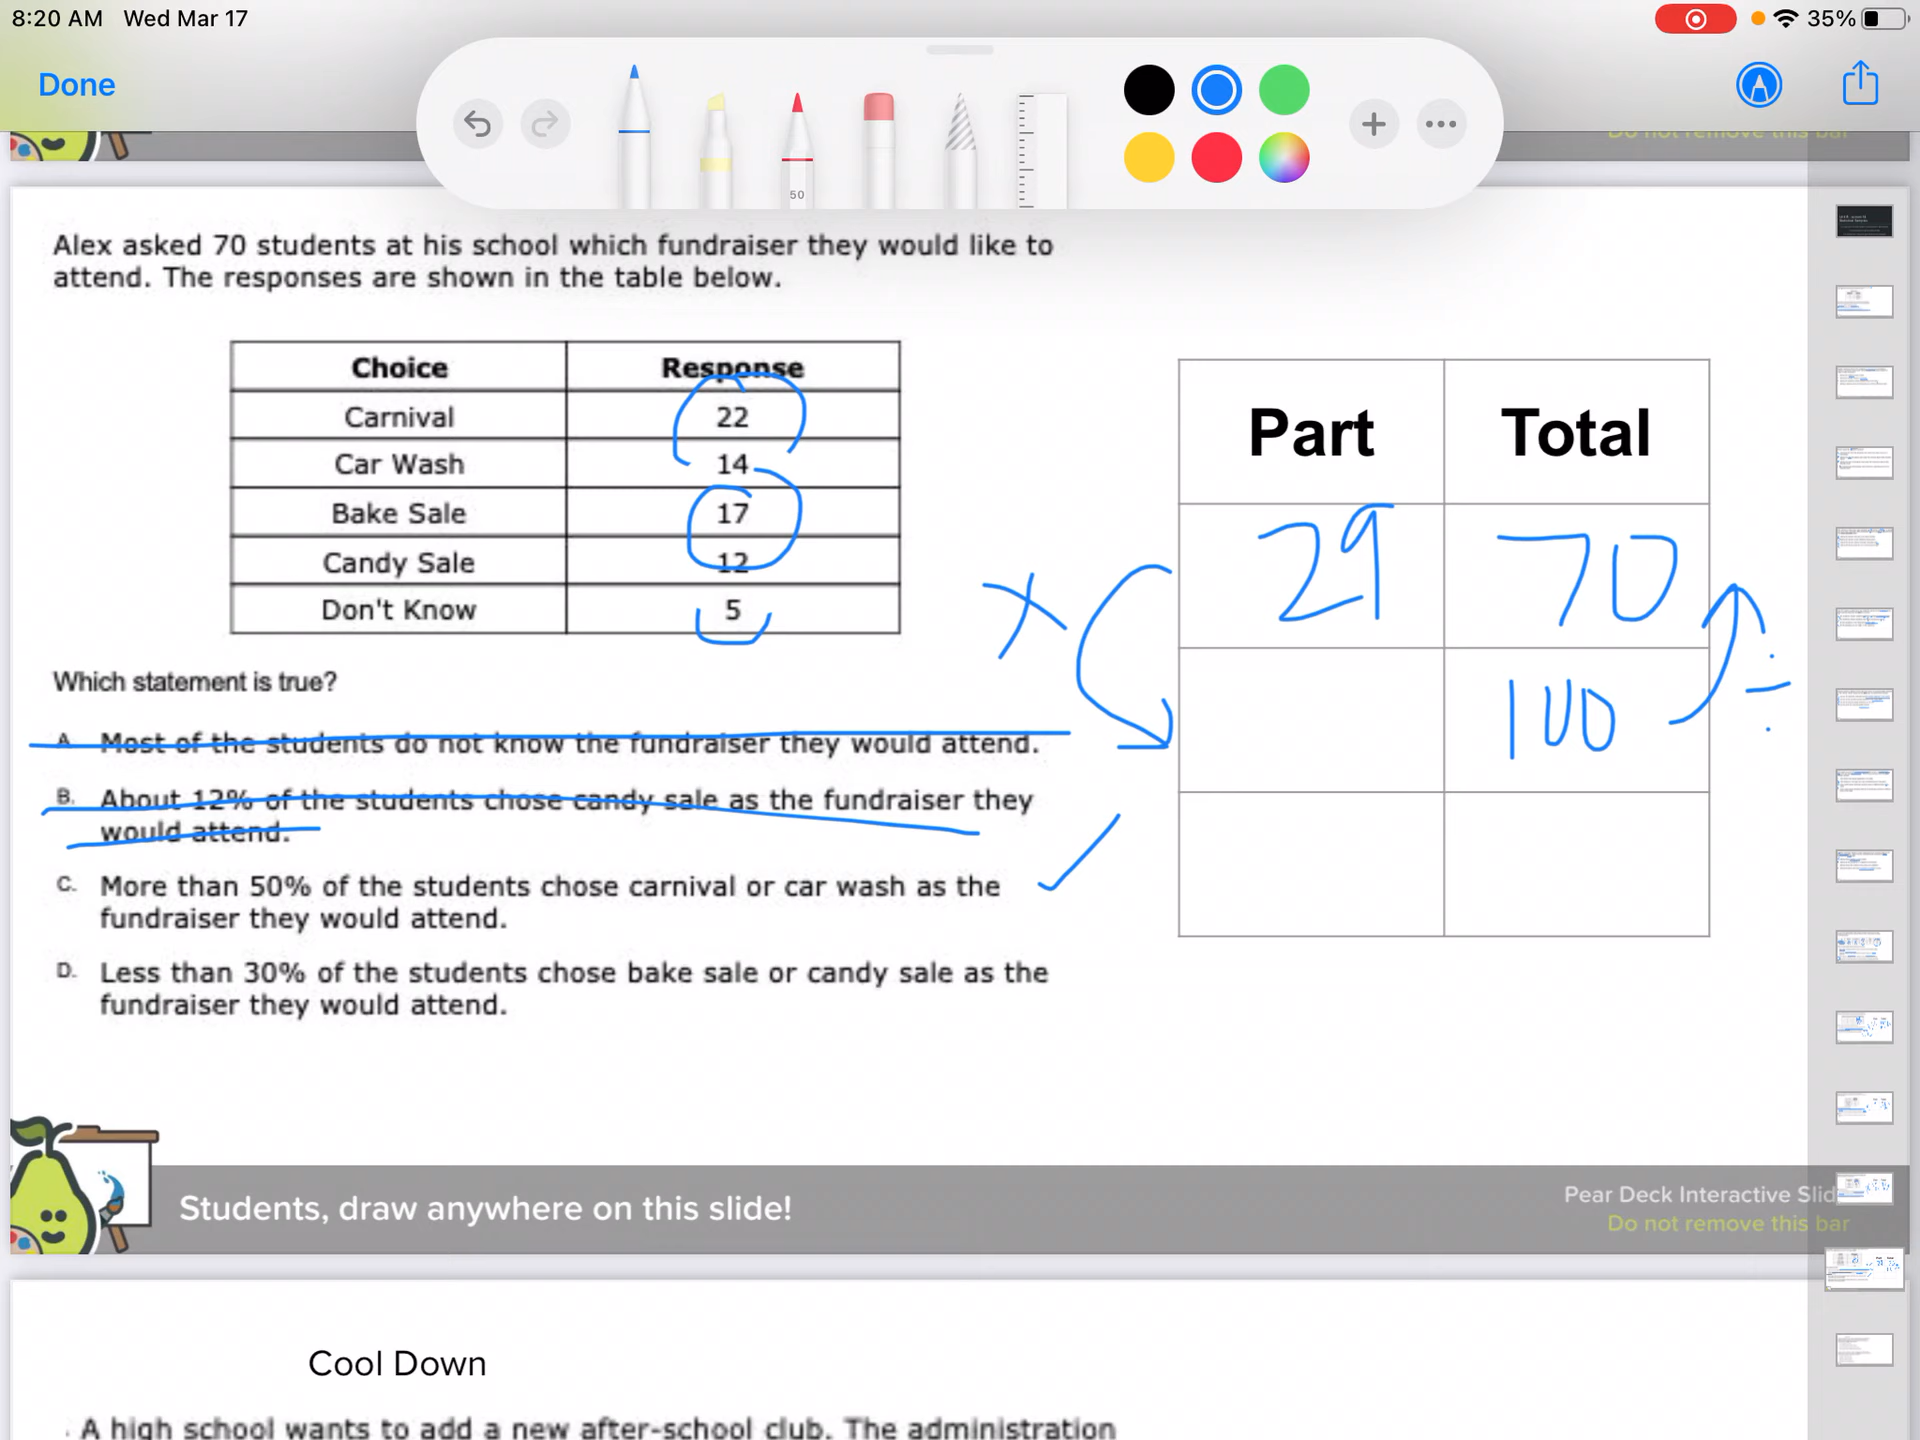 8:20 AM Wed Mar 17
35%
Done
50
Do not remove this bar
Alex asked 70 students at his school which fundraiser they would like to
attend. The responses are shown in the table below.
Choice Response
Carnival 22
Car Wash 14
Bake Sale 17
Candy Sale 12
Don't Know 5
Part Total
29 70
100
Which statement is true?
A. Most of the students do not know the fundraiser they would attend.
B. About 12% of the students chose candy sale as the fundraiser they
would attend.
C. More than 50% of the students chose carnival or car wash as the
fundraiser they would attend.
D. Less than 30% of the students chose bake sale or candy sale as the
fundraiser they would attend.
Students, draw anywhere on this slide!
Pear Deck Interactive Slid
Do not remove this bar
Cool Down
A high school wants to add a new after-school club. The administration